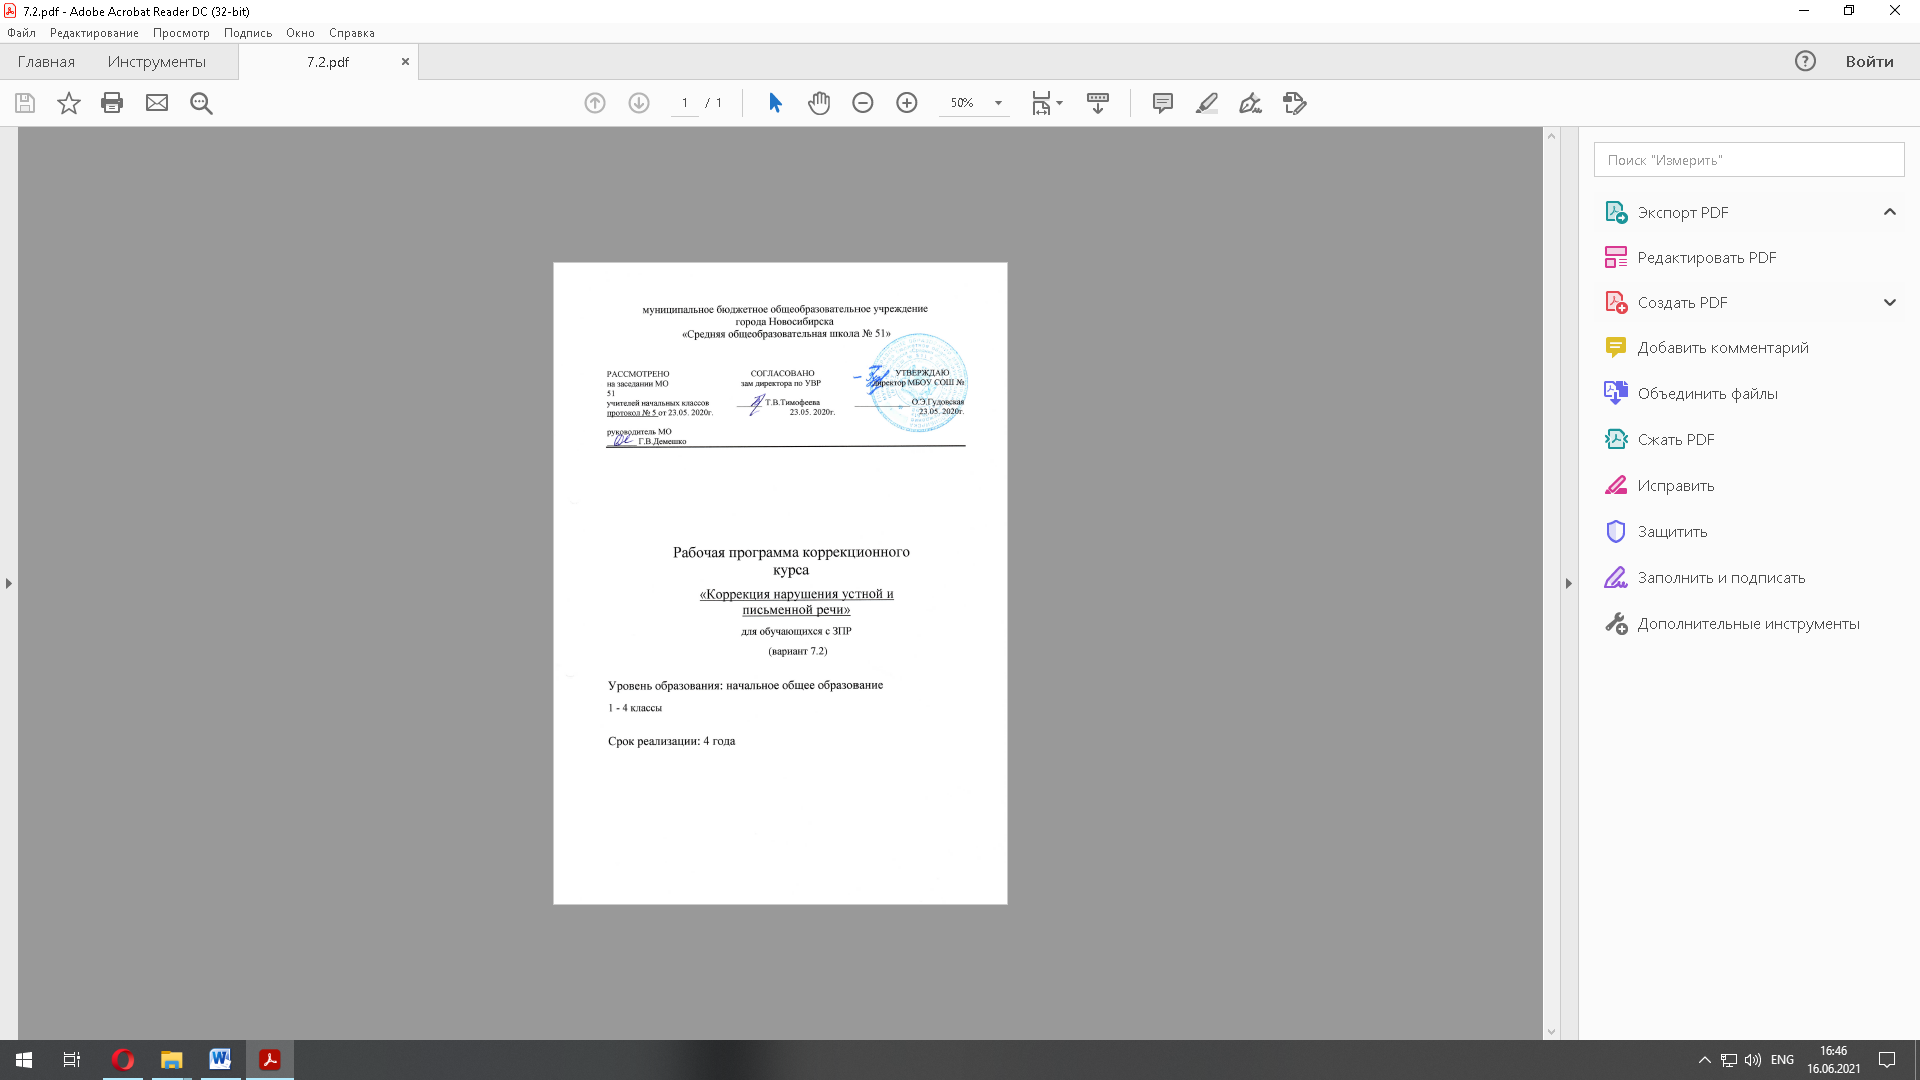 7.2.pdf - Adobe Acrobat Reader DC (32-bit)
Файл Редактирование Просмотр Подпись Окно Справка
Главная Инструменты 7.2.pdf Войти
1 / 1 50%
муниципальное бюджетное общеобразовательное учреждение
города Новосибирска
«Средняя общеобразовательная школа № 51»
РАССМОТРЕНО СОГЛАСОВАНО УТВЕРЖДАЮ
на заседании МО зам директора по УВР директор МБОУ СОШ №
51
учителей начальных классов Т.В.Тимофеева О.Э.Гудовская
протокол № 5 от 23.05. 2020г. 23.05. 2020г. 23.05. 2020г.
руководитель МО
Г.В.Демешко
Рабочая программа коррекционного
курса
«Коррекция нарушения устной и
письменной речи»
для обучающихся с ЗПР
(вариант 7.2)
Уровень образования: начальное общее образование
1 - 4 классы
Срок реализации: 4 года
Поиск "Измерить"
Экспорт PDF
Редактировать PDF
Создать PDF
Добавить комментарий
Объединить файлы
Сжать PDF
Исправить
Защитить
Заполнить и подписать
Дополнительные инструменты
ENG
16:46
16.06.2021